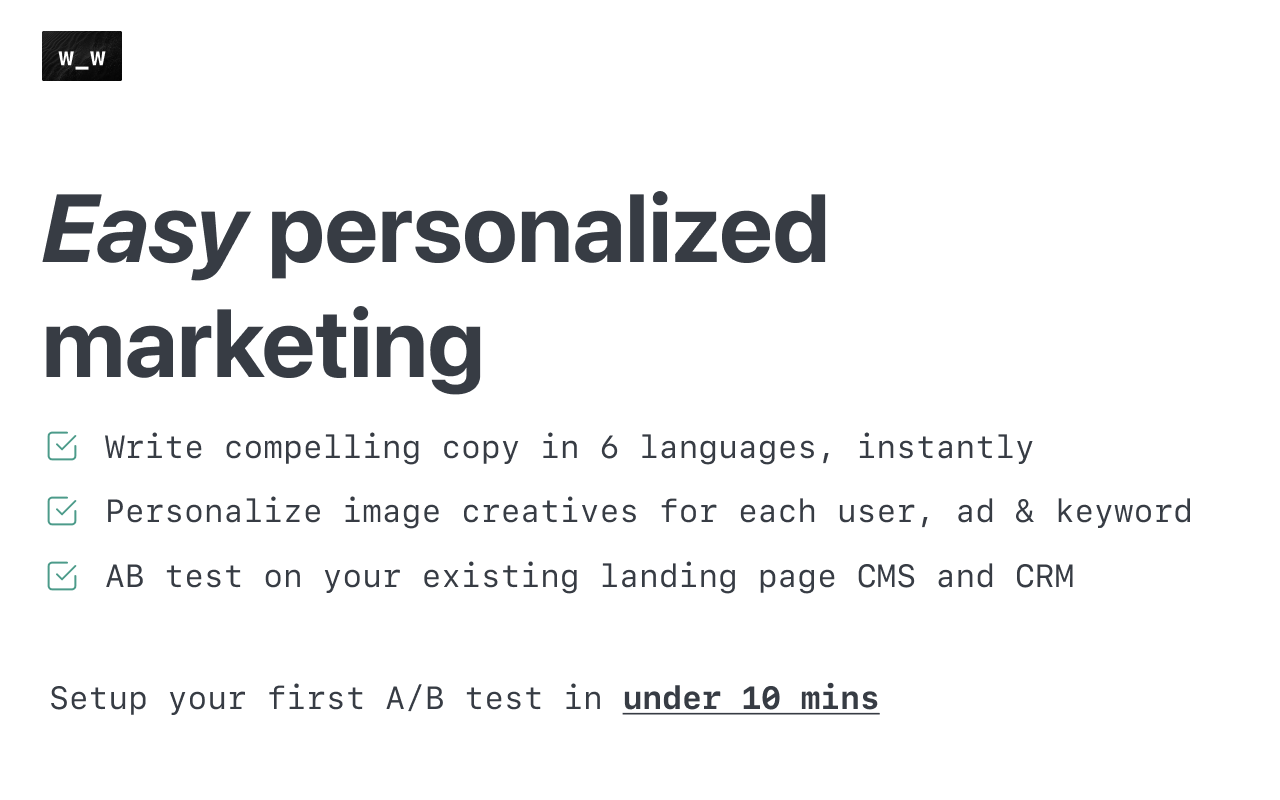 W_W
Easy personalized
marketing
Write compelling copy in 6 languages, instantly
Personalize image creatives for each user, ad & keyword
AB test on your existing landing page CMS and CRM
Setup your first A/B test in under 10 mins